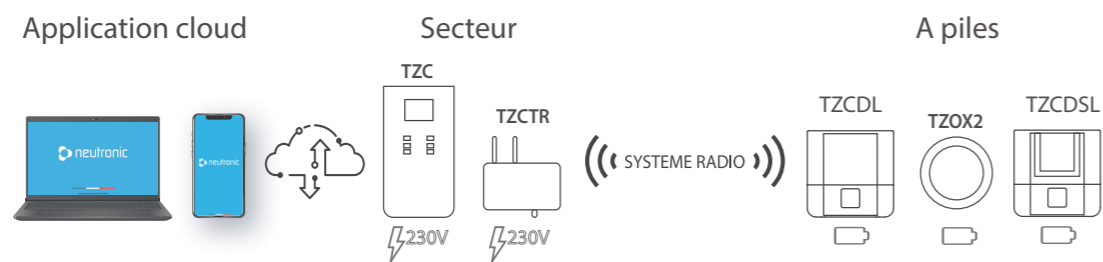 Application cloud
Secteur
A piles
TZC
TZCTR
TZCDL
TZOX2
TZCDSL
neutronic
neutronic
SYSTEME RADIO
230V
230V